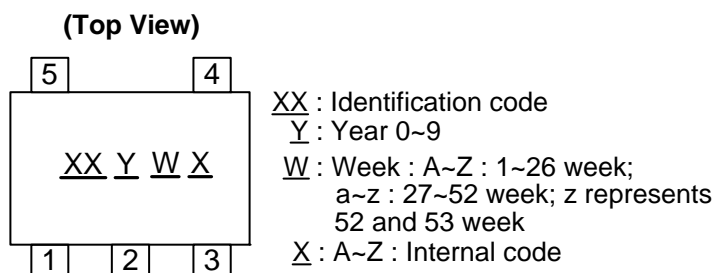 (Top View)
5 4
XX Y W X
1 2 3
XX : Identification code
Y : Year 0~9
W : Week : A~Z : 1~26 week;
a~z : 27~52 week; z represents
52 and 53 week
X : A~Z : Internal code